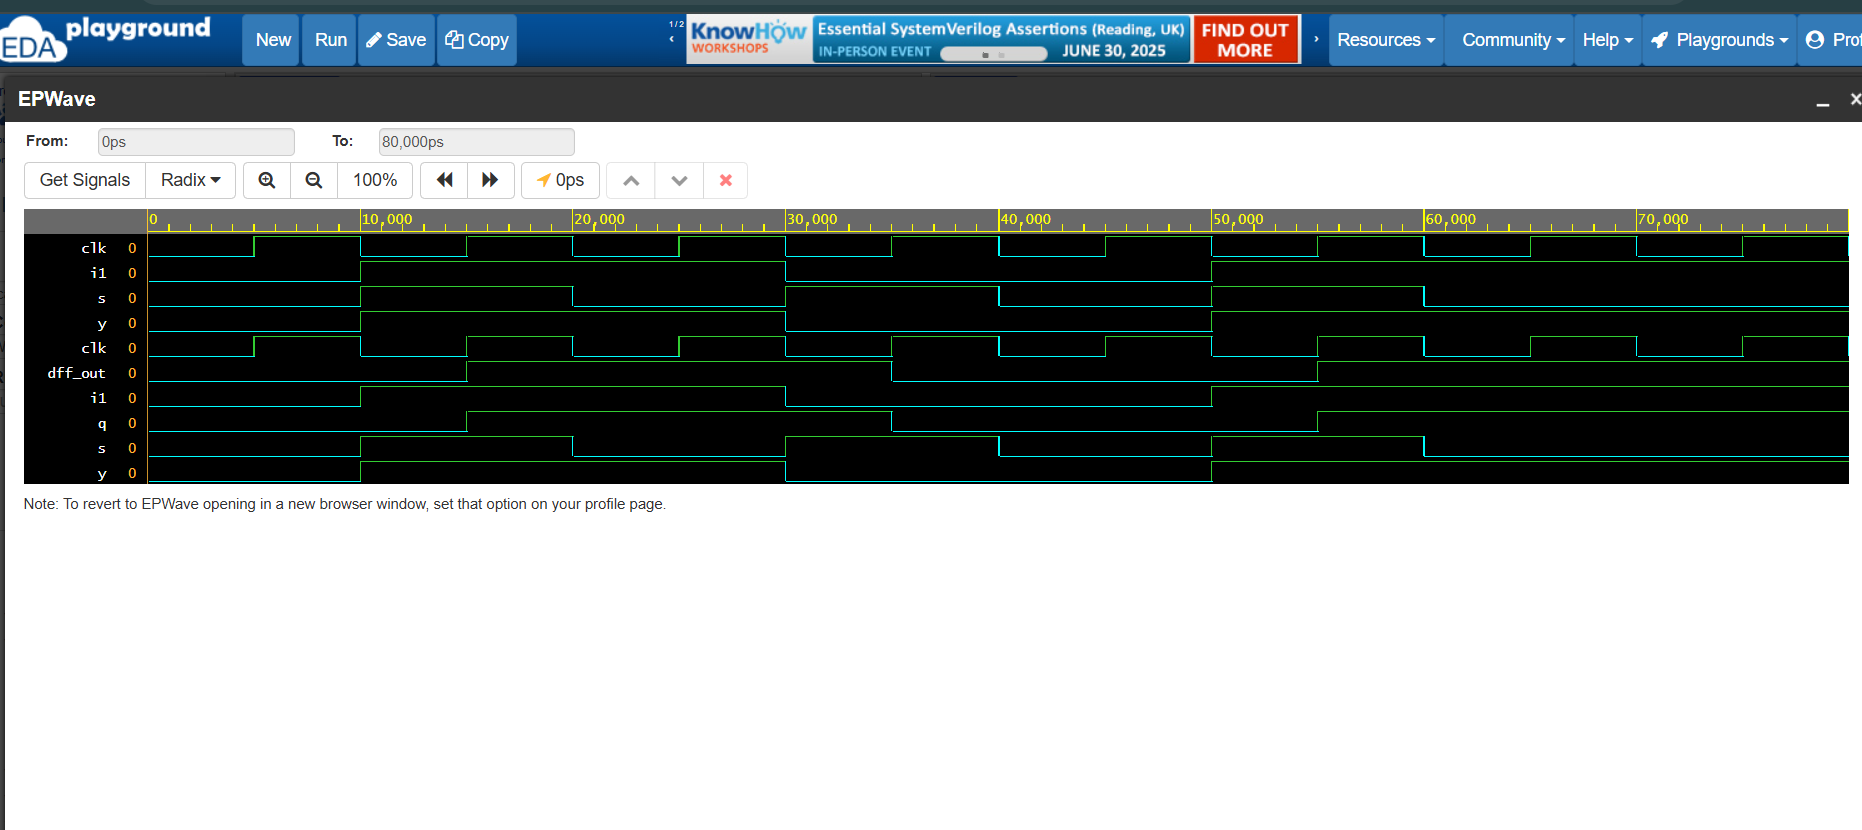 EDA playground
New Run Save Copy
1/2
KnowHow WORKSHOPS
Essential SystemVerilog Assertions (Reading, UK)
IN-PERSON EVENT JUNE 30, 2025
FIND OUT MORE
Resources Community Help Playgrounds
EPWave
From: 0ps To: 80,000ps
Get Signals Radix 100% 0ps
0 10,000 20,000 30,000 40,000 50,000 60,000 70,000
clk 0
i1 0
s 0
y 0
clk 0
dff_out 0
i1 0
q 0
s 0
y 0
Note: To revert to EPWave opening in a new browser window, set that option on your profile page.